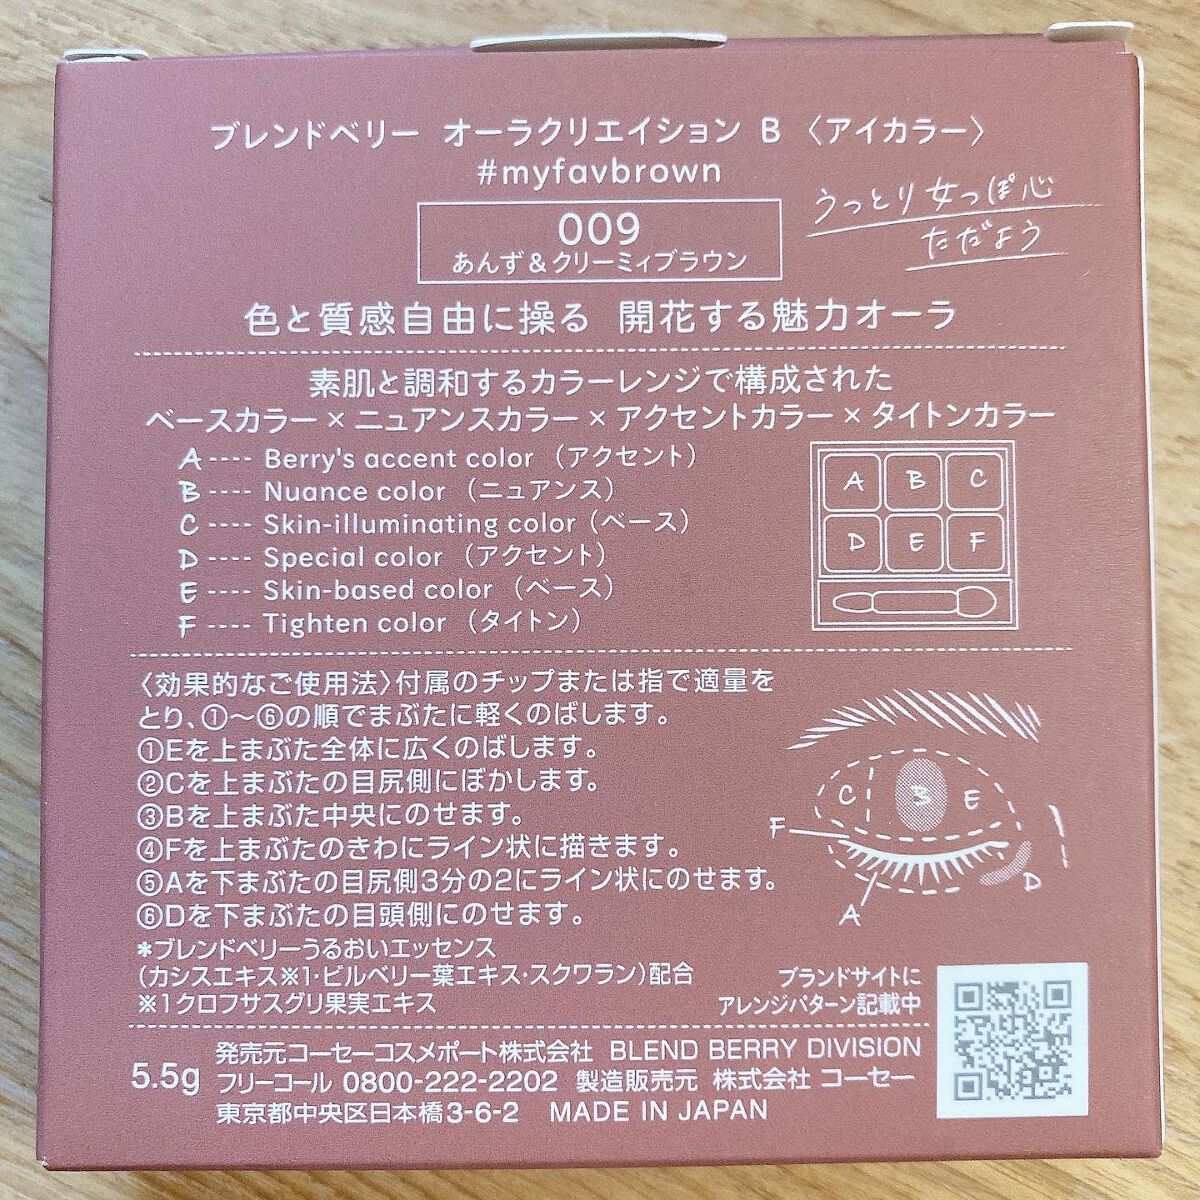 ブレンドベリー オーラクリエイション B 〈アイカラー〉
#myfavbrown
009
あんず&クリーミィブラウン
うっとり女っぽ心
ただよう
色と質感自由に操る 開花する魅力オーラ
素肌と調和するカラーレンジで構成された
ベースカラー×ニュアンスカラー×アクセントカラー×タイトンカラー
A ---- Berry's accent color (アクセント)
B ---- Nuance color (ニュアンス)
C ---- Skin-illuminating color (ベース)
D ---- Special color (アクセント)
E ---- Skin-based color (ベース)
F ---- Tighten color (タイトン)
A B C
D E F
〈効果的なご使用法〉付属のチップまたは指で適量を
とり、①〜⑥の順でまぶたに軽くのばします。
①Eを上まぶた全体に広くのばします。
②Cを上まぶたの目尻側にぼかします。
③Bを上まぶた中央にのせます。
④Fを上まぶたのきわにライン状に描きます。
⑤Aを下まぶたの目尻側3分の2にライン状にのせます。
⑥Dを下まぶたの目頭側にのせます。
C B E
F
D
A
*ブレンドベリーうるおいエッセンス
(カシスエキス※1・ビルベリー葉エキス・スクワラン)配合
※1クロフサスグリ果実エキス
ブランドサイトに
アレンジパターン記載中
5.5g
発売元コーセーコスメポート株式会社 BLEND BERRY DIVISION
フリーコール 0800-222-2202 製造販売元 株式会社 コーセー
東京都中央区日本橋3-6-2 MADE IN JAPAN